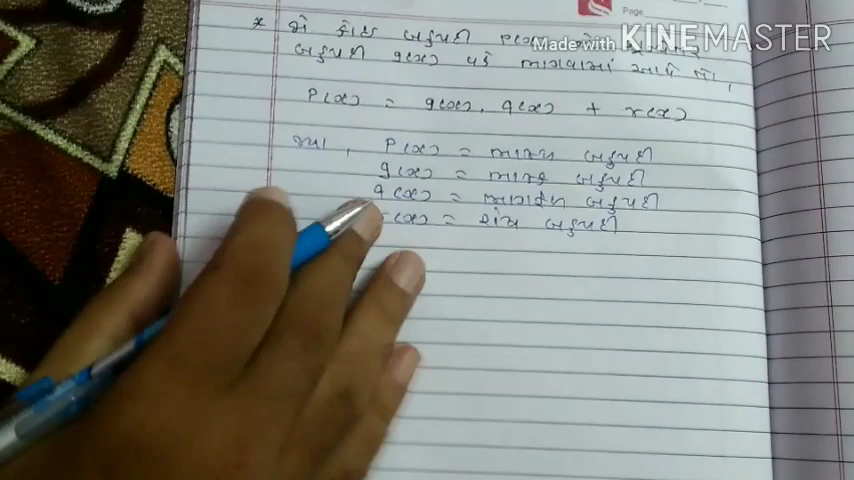 Page
Made with KINEMASTER
* જો કોઇ બહુપદી p(x)
બહુપદી g(x) વડે ભાગવામાં આવે તો,
P(x) = g(x). q(x) + r(x)
જ્યાં, P(x) = ભાજ્ય બહુપદી
g(x) = ભાજક બહુપદી
q(x) = ભાગફળ બહુપદી
r(x) = શેષ બહુપદી